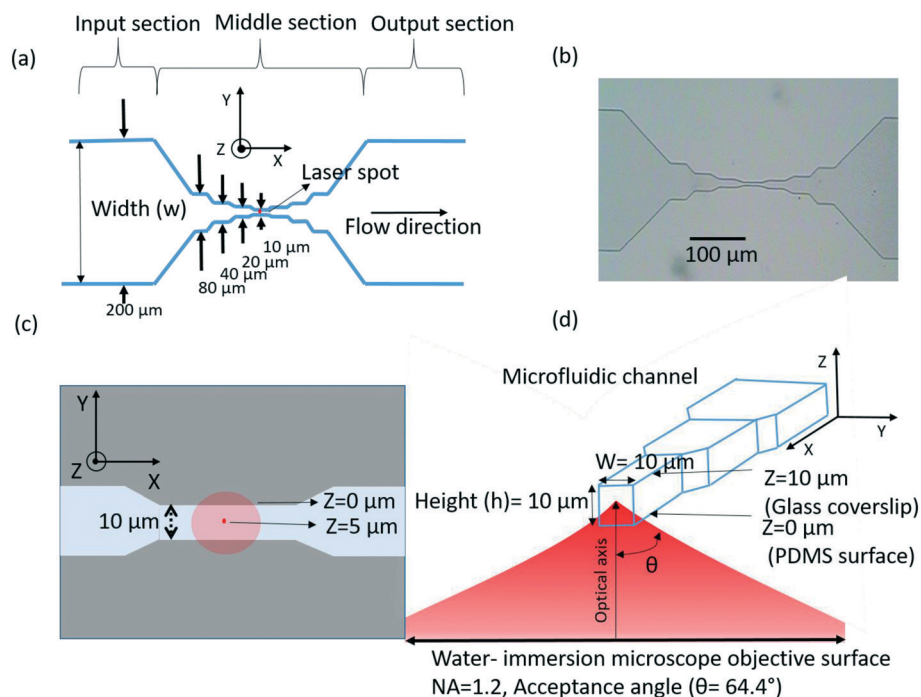 Input section Middle section Output section
(a)
Y
Z
X
Laser spot
Width (w)
Flow direction
10 µm
20 µm
40 µm
80 µm
200 µm
(b)
100 µm
(c)
Y
Z
X
10 µm
Z=0 µm
Z=5 µm
(d)
Microfluidic channel
Z
Y
X
W= 10 µm
Height (h)= 10 µm
Z=10 µm
(Glass coverslip)
Z=0 µm
(PDMS surface)
θ
Optical axis
Water- immersion microscope objective surface
NA=1.2, Acceptance angle (θ= 64.4°)